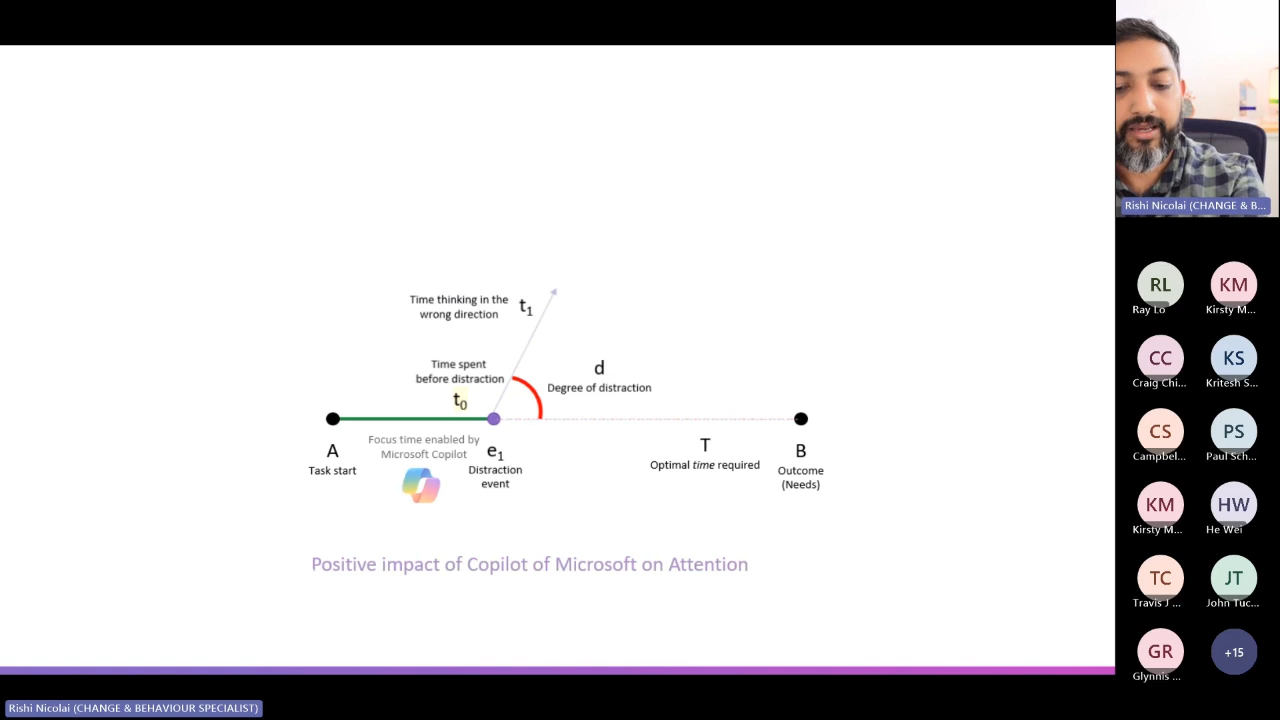 Time thinking in the
wrong direction
t1
Time spent
before distraction
t0
d
Degree of distraction
A
Task start
Focus time enabled by
Microsoft Copilot
e1
Distraction
event
T
Optimal time required
B
Outcome
(Needs)
Positive impact of Copilot of Microsoft on Attention
Rishi Nicolai (CHANGE & BEHAVIOUR SPECIALIST)
Rishi Nicolai (CHANGE & B...
RL
Ray Lo
KM
Kirsty M...
CC
Craig Chi...
KS
Kritesh S...
CS
Campbel...
PS
Paul Sch...
KM
Kirsty M...
HW
He Wei
TC
Travis J ...
JT
John Tuc...
GR
Glynnis ...
+15